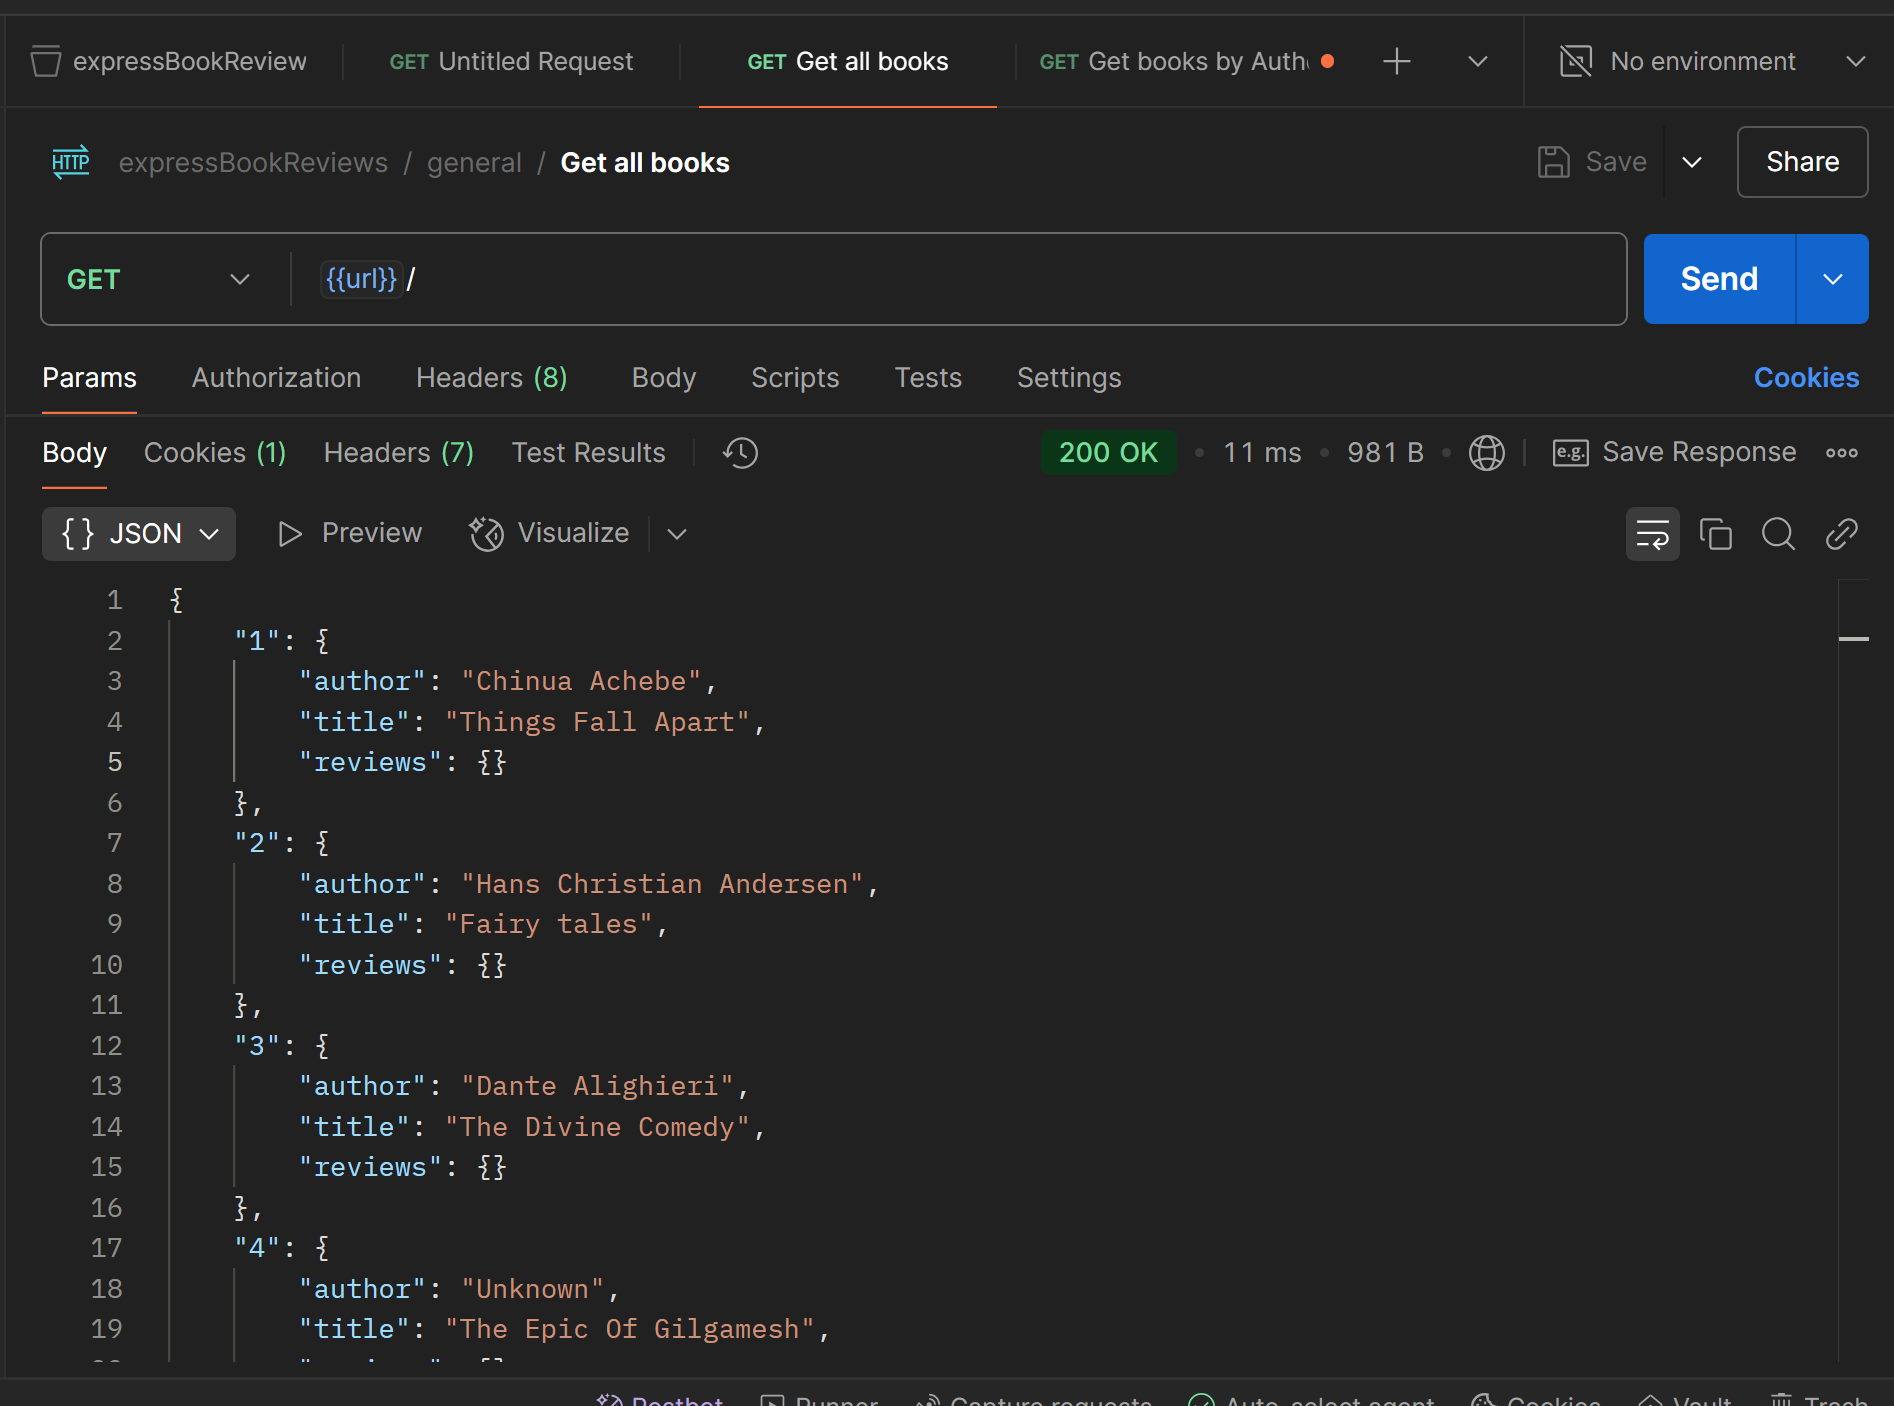 expressBookReview
GET Untitled Request
GET Get all books
GET Get books by Auth
No environment
HTTP expressBookReviews / general / Get all books
Save
Share
GET {{url}}/
Send
Params Authorization Headers (8) Body Scripts Tests Settings Cookies
Body Cookies (1) Headers (7) Test Results 200 OK • 11 ms • 981 B • e.g. Save Response
{} JSON Preview Visualize
1 {
2 "1": {
3 "author": "Chinua Achebe",
4 "title": "Things Fall Apart",
5 "reviews": {}
6 },
7 "2": {
8 "author": "Hans Christian Andersen",
9 "title": "Fairy tales",
10 "reviews": {}
11 },
12 "3": {
13 "author": "Dante Alighieri",
14 "title": "The Divine Comedy",
15 "reviews": {}
16 },
17 "4": {
18 "author": "Unknown",
19 "title": "The Epic Of Gilgamesh",
Postbot Runner Capture requests Auto-select agent Cookies Vault Trash